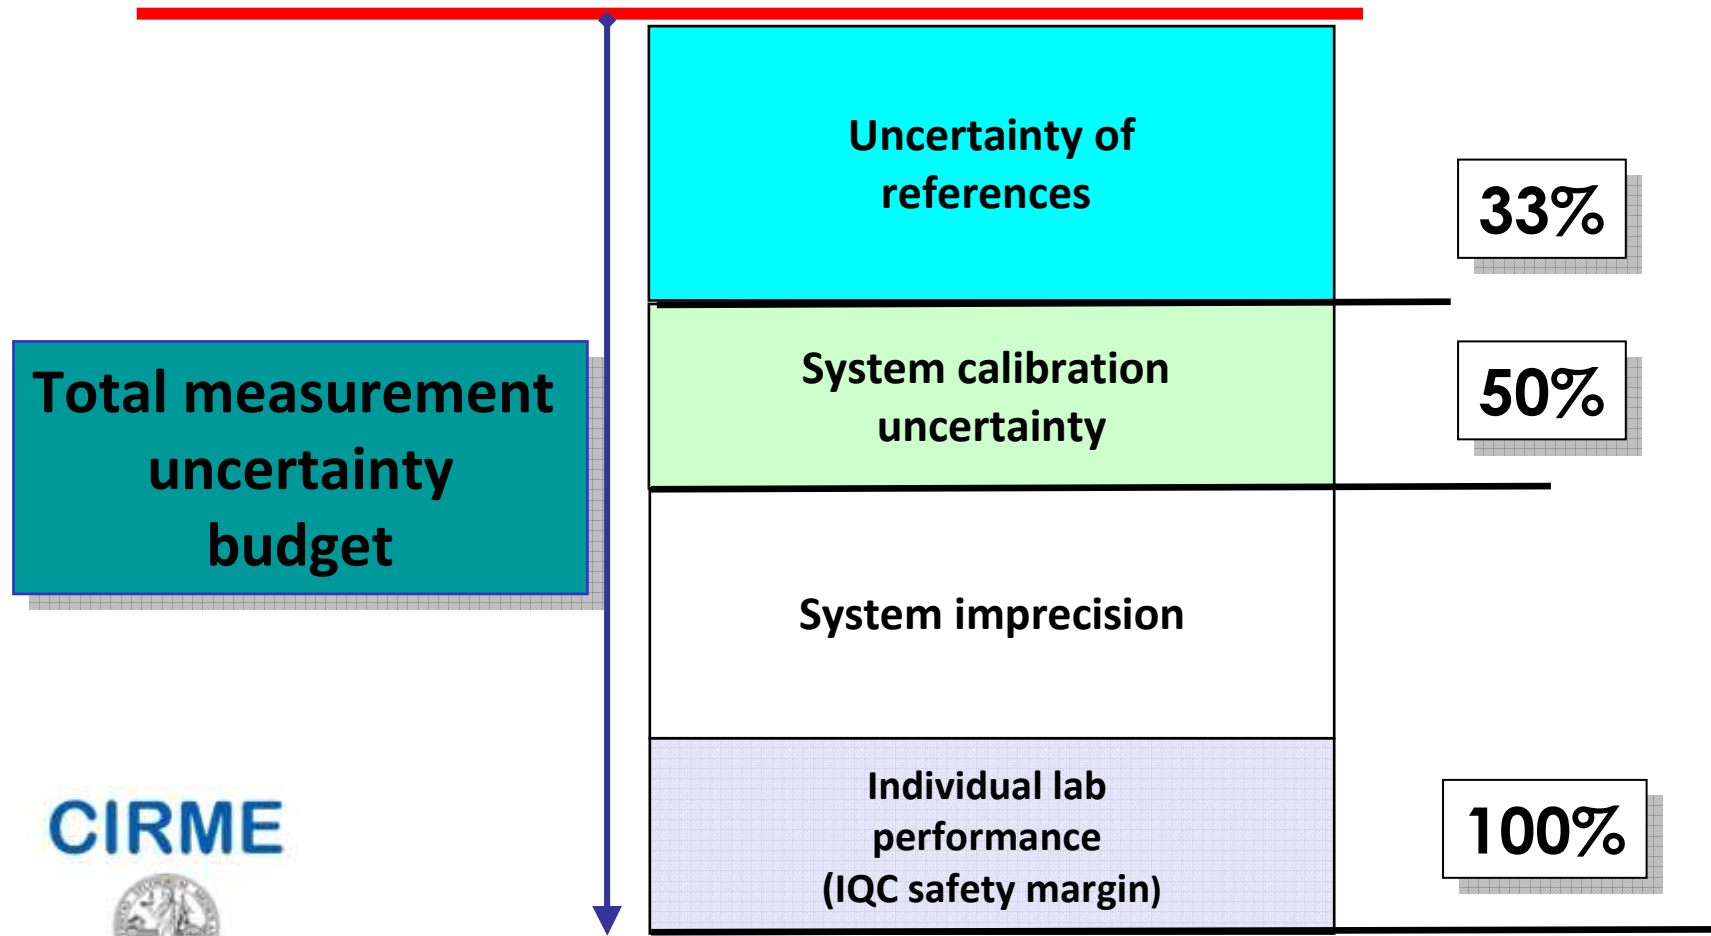 Uncertainty of
references
33%
System calibration
uncertainty
50%
Total measurement
uncertainty
budget
System imprecision
Individual lab
performance
(IQC safety margin)
100%
CIRME